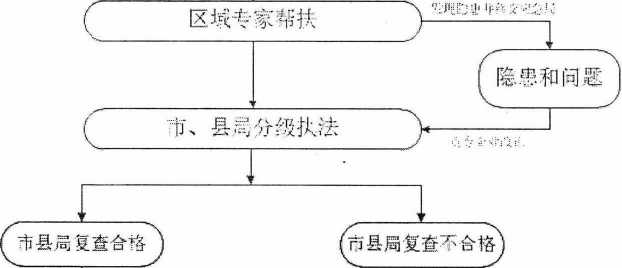 区域专家帮扶
隐患和问题
市、县局分级执法
市县局复查合格
市县局复查不合格